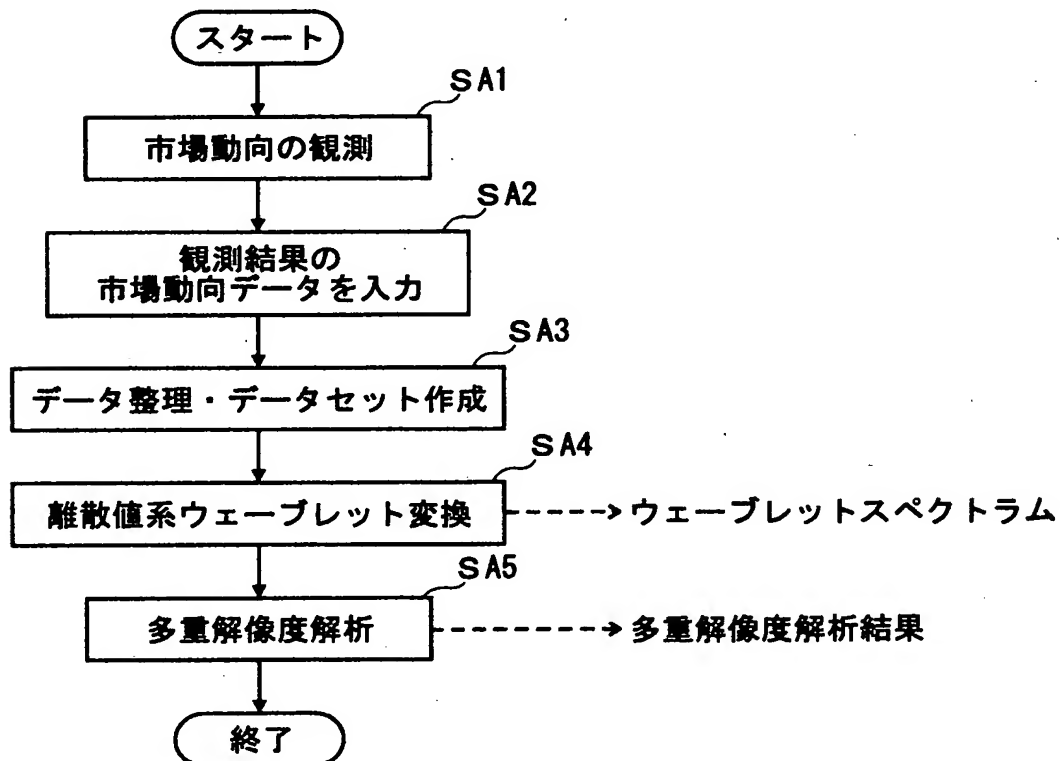 スタート
SA1
市場動向の観測
SA2
観測結果の
市場動向データを入力
SA3
データ整理・データセット作成
SA4
離散値系ウェーブレット変換
ウェーブレットスペクトラム
SA5
多重解像度解析
多重解像度解析結果
終了